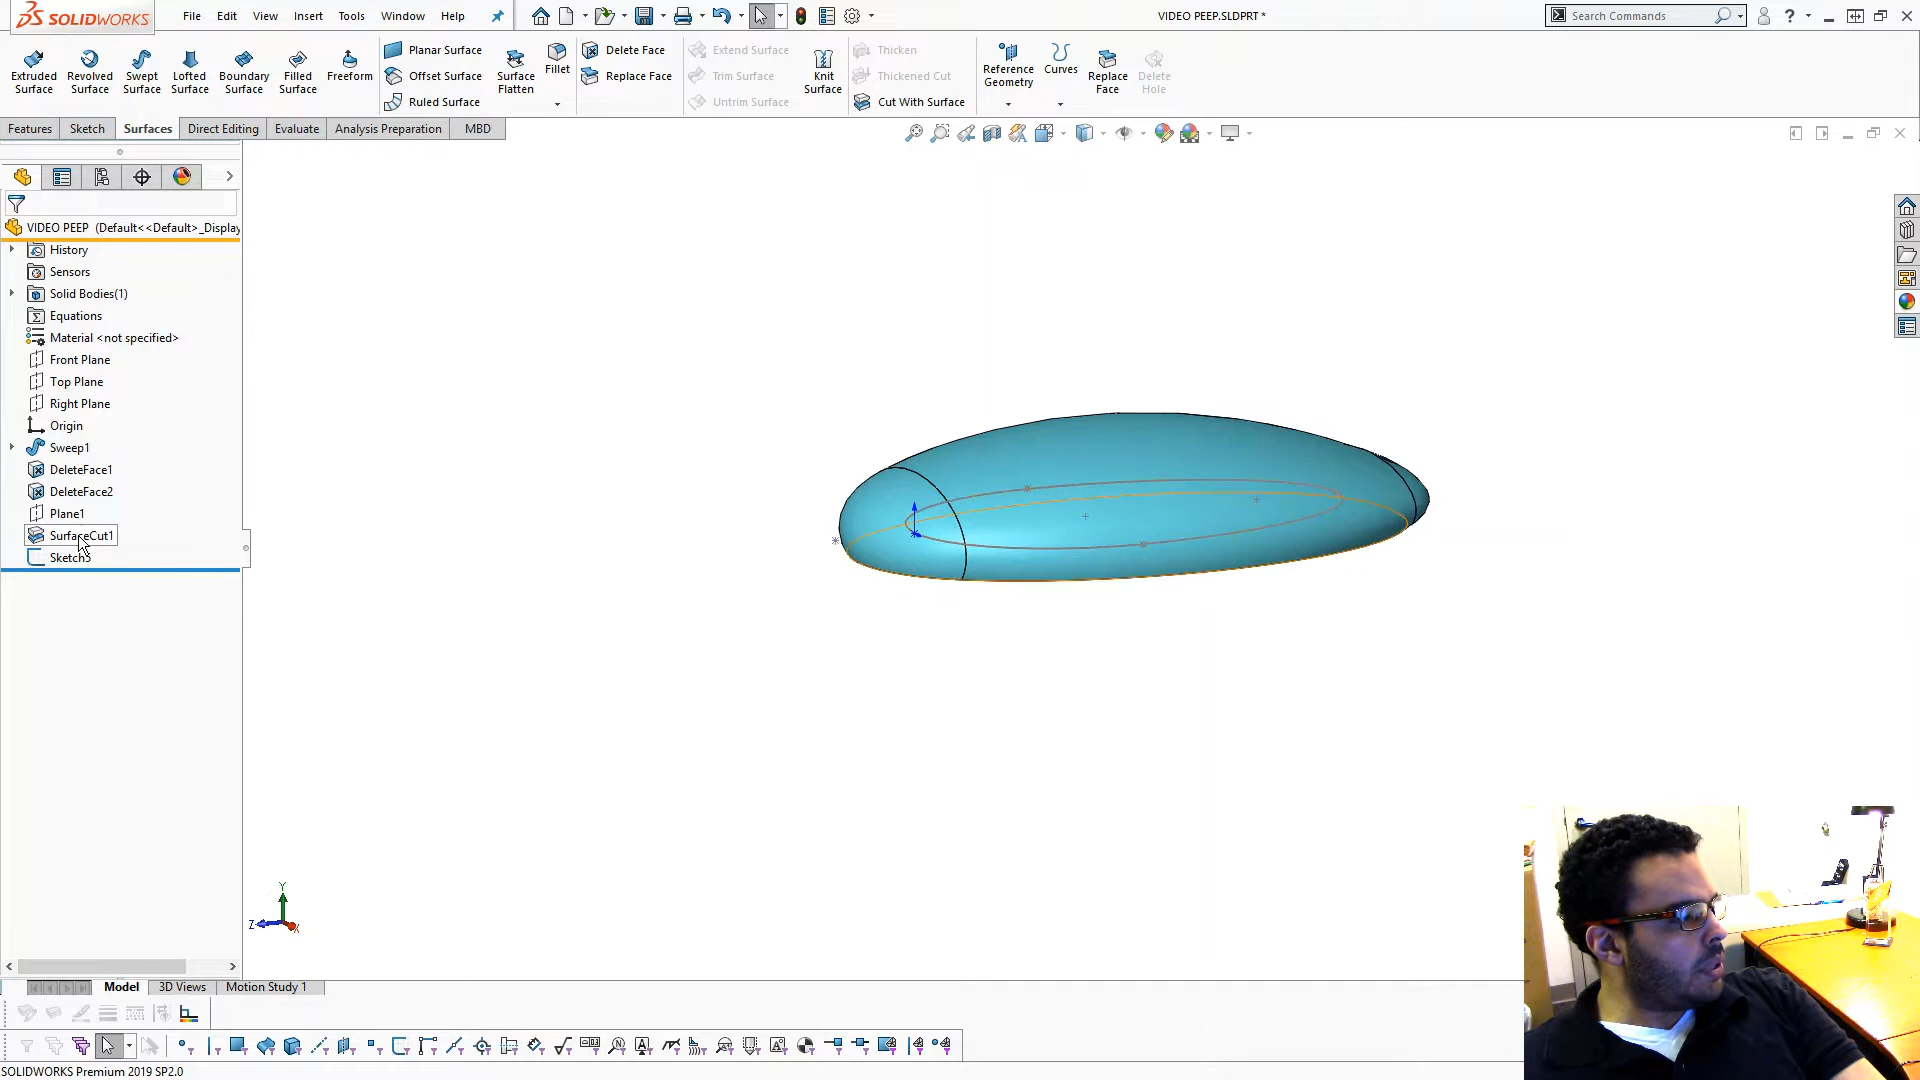 SOLIDWORKS
File Edit View Insert Tools Window Help
VIDEO PEEP.SLDPRT *
Search Commands
Extruded Surface
Revolved Surface
Swept Surface
Lofted Surface
Boundary Surface
Filled Surface
Freeform
Planar Surface
Offset Surface
Ruled Surface
Surface Flatten
Fillet
Delete Face
Replace Face
Extend Surface
Trim Surface
Untrim Surface
Knit Surface
Thicken
Thickened Cut
Cut With Surface
Reference Geometry
Curves
Replace Face
Delete Hole
Features Sketch Surfaces Direct Editing Evaluate Analysis Preparation MBD
VIDEO PEEP (Default<<Default>_Display
History
Sensors
Solid Bodies(1)
Equations
Material <not specified>
Front Plane
Top Plane
Right Plane
Origin
Sweep1
DeleteFace1
DeleteFace2
Plane1
SurfaceCut1
Sketch5
Y
Z
X
Model 3D Views Motion Study 1
SOLIDWORKS Premium 2019 SP2.0